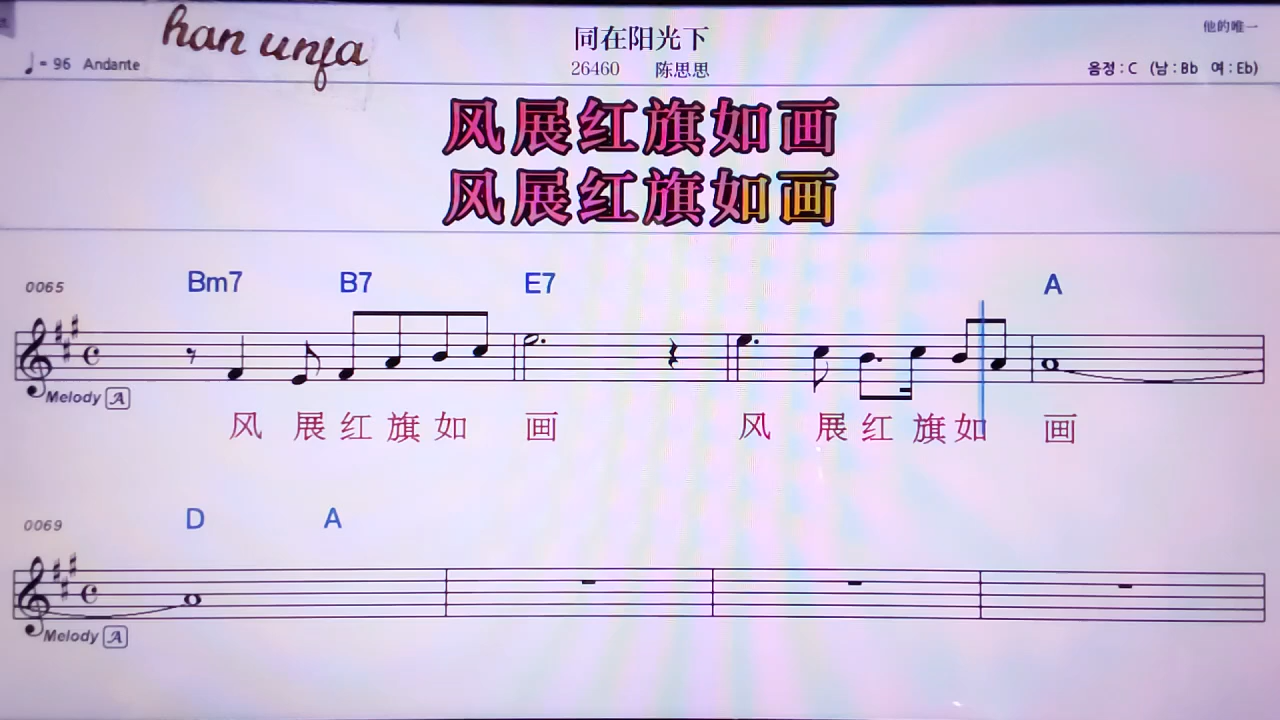 han unfa
同在阳光下
他的唯一
♩= 96 Andante
26460 陈思思
음정 : C (남 : Bb 여 : Eb)
风展红旗如画
风展红旗如画
0065 Bm7 B7 E7 A
Melody A
风 展 红 旗 如 画 风 展 红 旗 如 画
0069 D A
Melody A